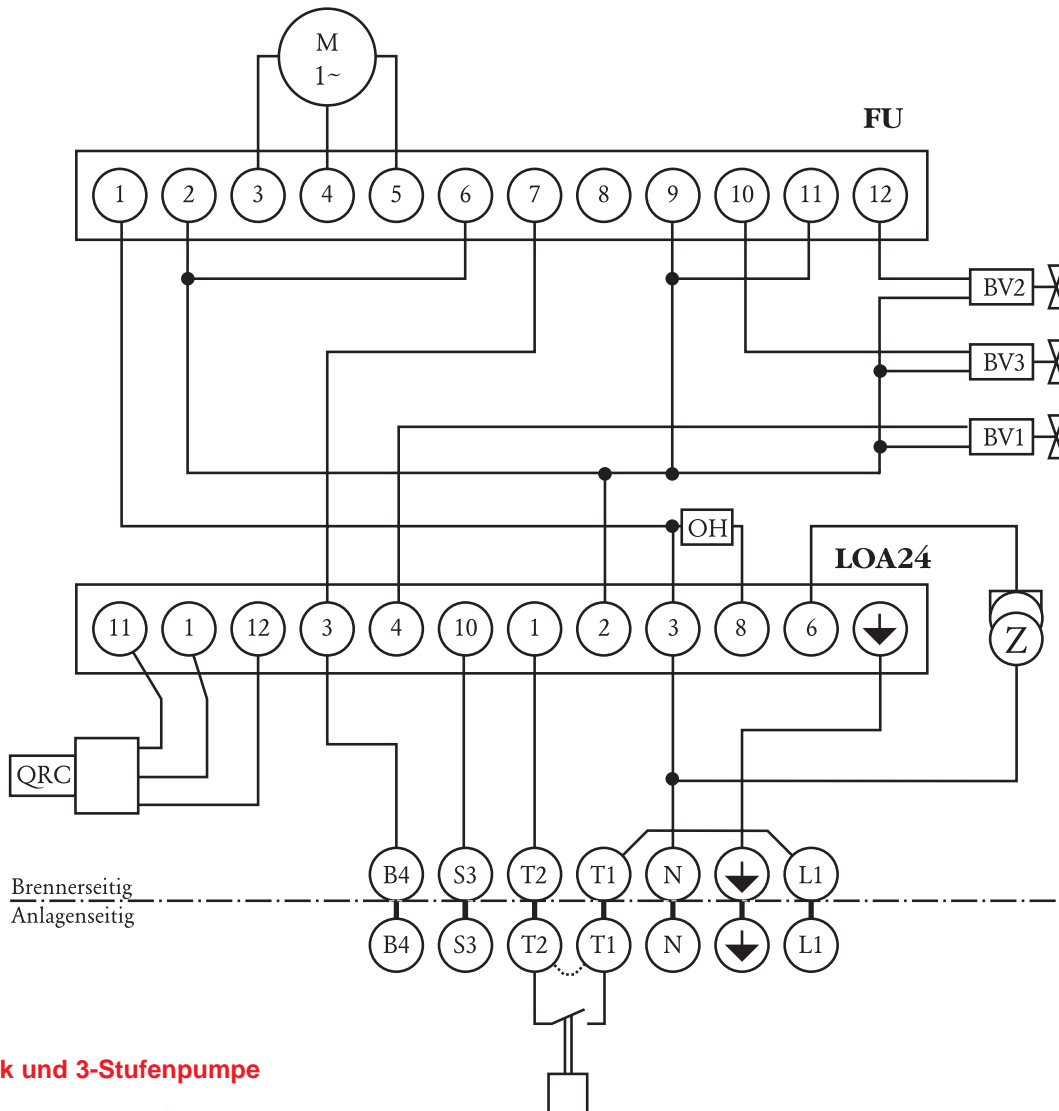 M
1~
FU
1 2 3 4 5 6 7 8 9 10 11 12
BV2
BV3
BV1
OH
LOA24
11 1 12 3 4 10 1 2 3 8 6
Z
QRC
B4 S3 T2 T1 N L1
Brennerseitig
Anlagenseitig
B4 S3 T2 T1 N L1
k und 3-Stufenpumpe